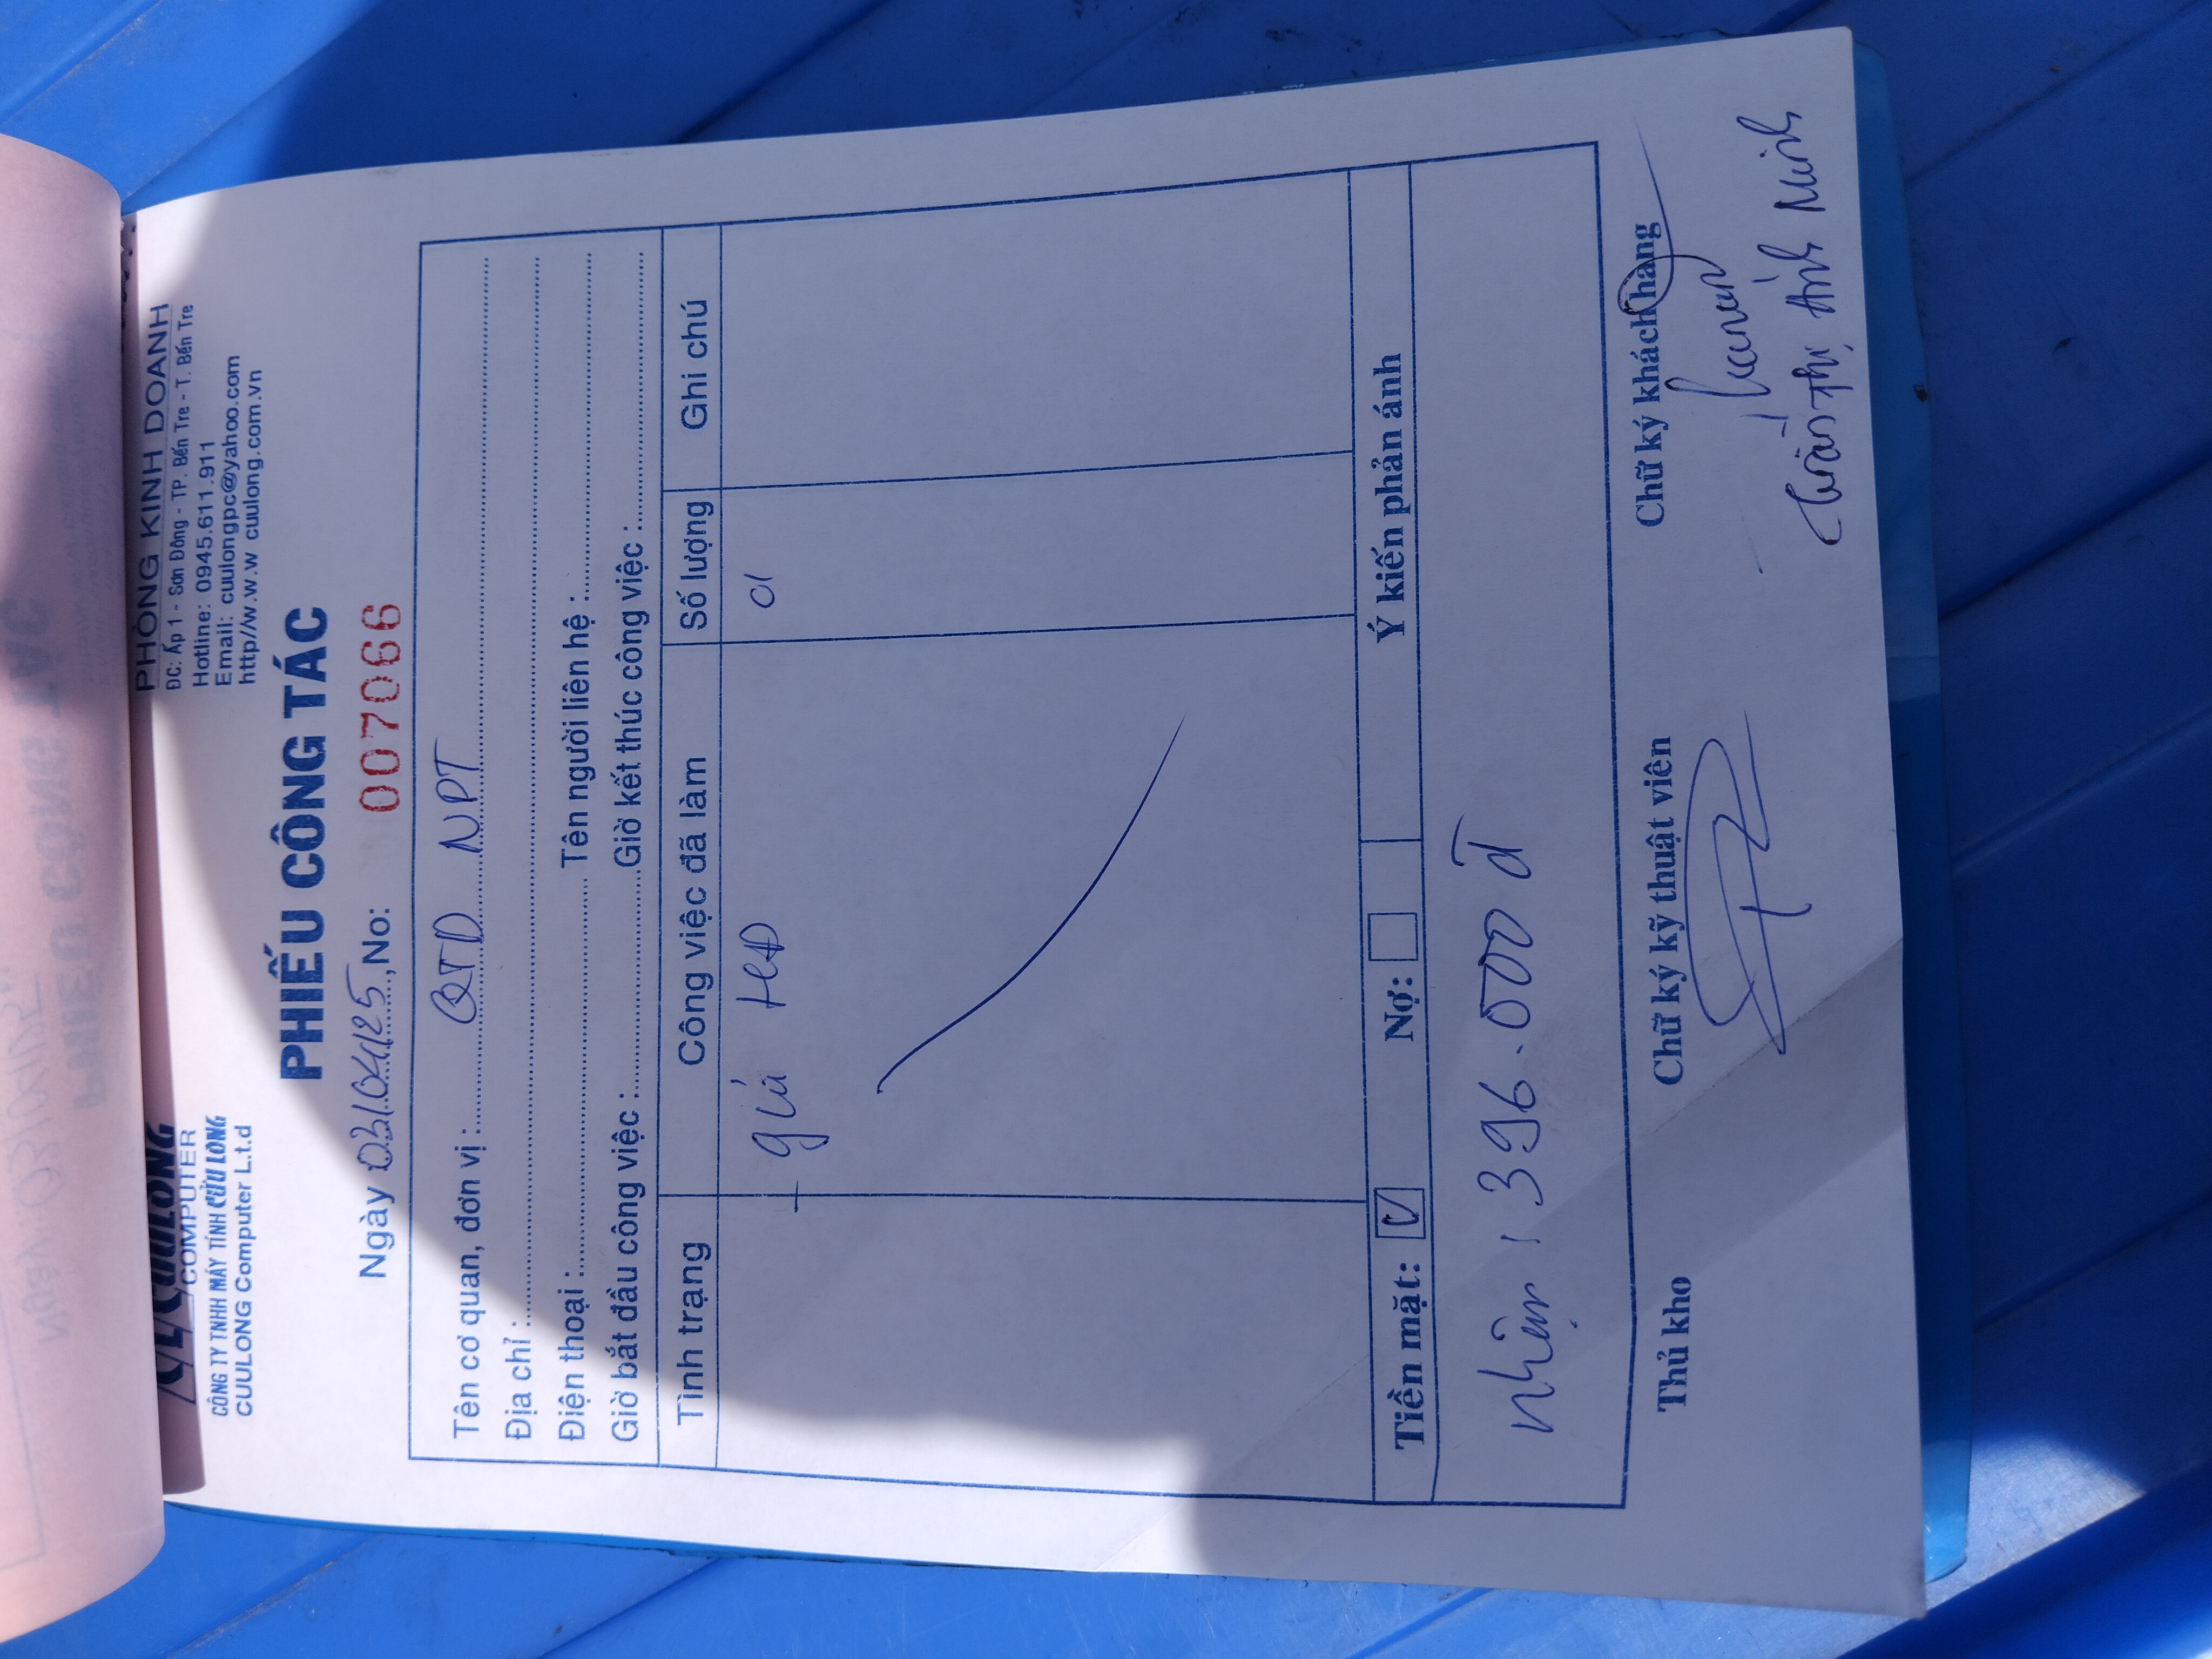 CUULONG
COMPUTER
CÔNG TY TNHH MÁY TÍNH CỬU LONG
CUULONG Computer L.t.d
PHÒNG KINH DOANH
ĐC: Ấp 1 - Sơn Đông - TP. Bến Tre - T. Bến Tre
Hotline: 0945.611.911
Email: cuulongpc@yahoo.com
http//w.w.w cuulong.com.vn
PHIẾU CÔNG TÁC
Ngày 03/04/25, No: 007066
Tên cơ quan, đơn vị : QTD NPT
Địa chỉ :
Điện thoại : Tên người liên hệ :
Giờ bắt đầu công việc : Giờ kết thúc công việc :
Tình trạng Công việc đã làm Số lượng Ghi chú
- gửi HĐ 01
Tiền mặt: ☑ Nợ: ☐ Ý kiến phản ánh
Nhận: 396.000 đ
Thủ kho Chữ ký kỹ thuật viên Chữ ký khách hàng
Trần Thị Ánh Minh